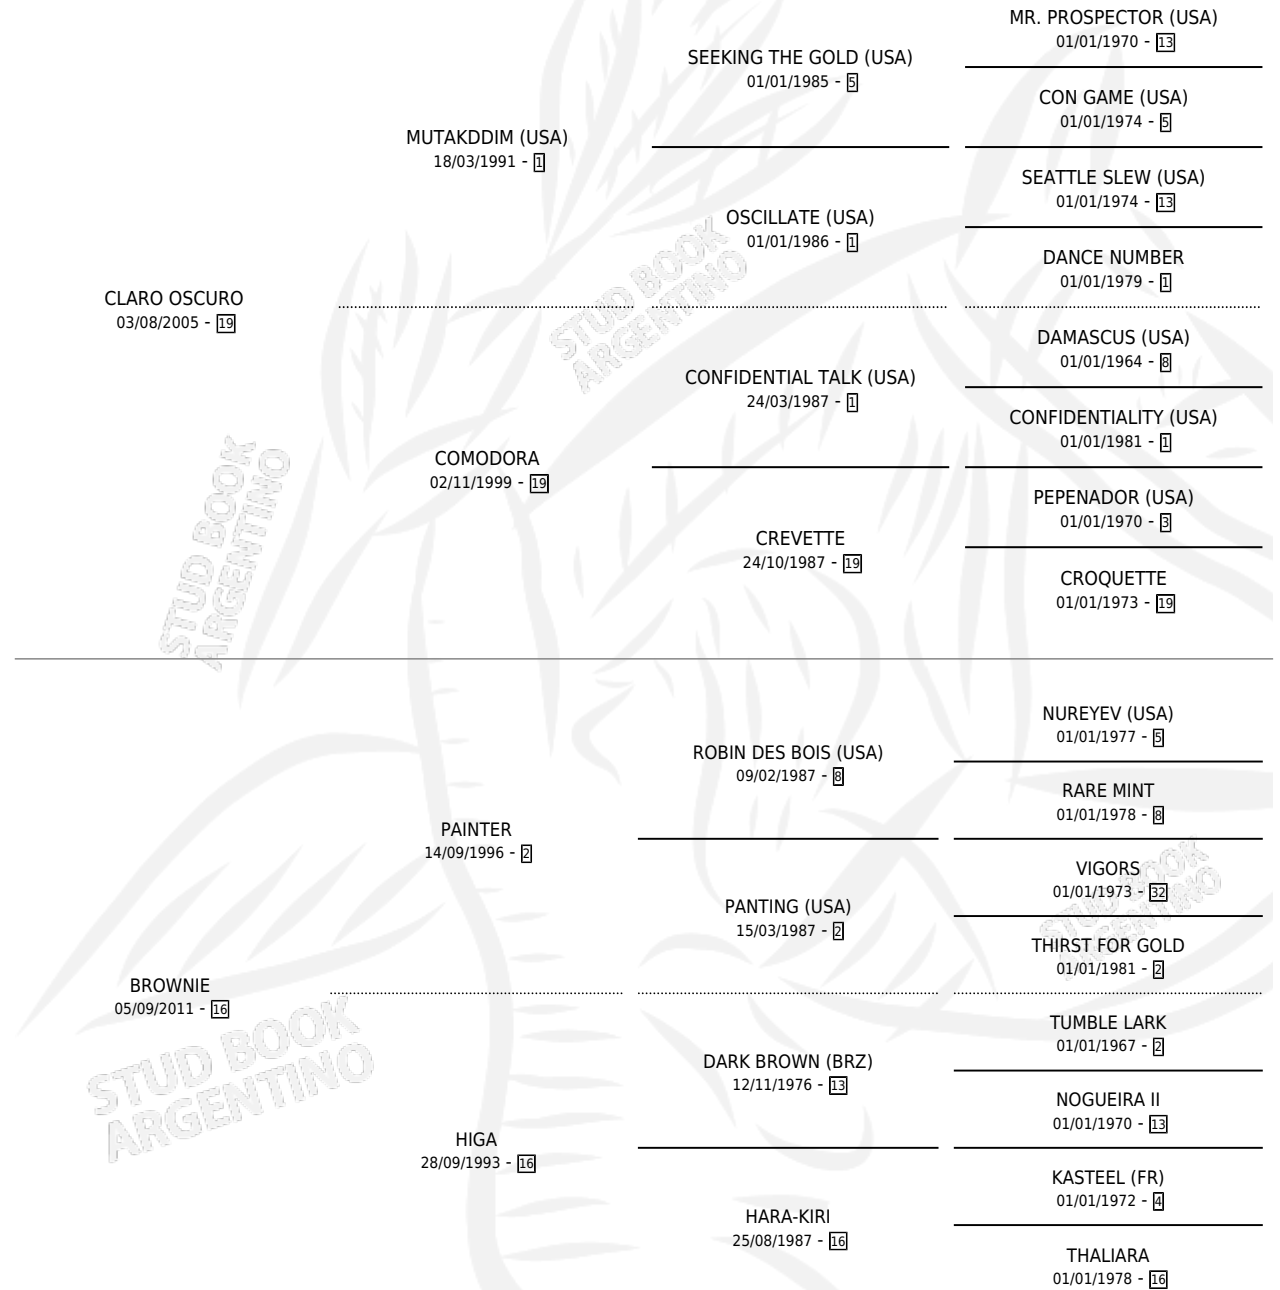 MR. PROSPECTOR (USA)
01/01/1970 - 13
SEEKING THE GOLD (USA)
01/01/1985 - 5
CON GAME (USA)
01/01/1974 - 5
MUTAKDDIM (USA)
18/03/1991 - 1
SEATTLE SLEW (USA)
01/01/1974 - 13
OSCILLATE (USA)
01/01/1986 - 1
DANCE NUMBER
01/01/1979 - 1
CLARO OSCURO
03/08/2005 - 19
STUD BOOK
ARGENTINO
DAMASCUS (USA)
01/01/1964 - 8
CONFIDENTIAL TALK (USA)
24/03/1987 - 1
CONFIDENTIALITY (USA)
01/01/1981 - 1
COMODORA
02/11/1999 - 19
PEPENADOR (USA)
01/01/1970 - 3
CREVETTE
24/10/1987 - 19
CROQUETTE
01/01/1973 - 19
STUD BOOK
ARGENTINO
NUREYEV (USA)
01/01/1977 - 5
ROBIN DES BOIS (USA)
09/02/1987 - 8
RARE MINT
01/01/1978 - 8
PAINTER
14/09/1996 - 2
VIGORS
01/01/1973 - 32
PANTING (USA)
15/03/1987 - 2
STUD BOOK
ARGENTINO
THIRST FOR GOLD
01/01/1981 - 2
BROWNIE
05/09/2011 - 16
TUMBLE LARK
01/01/1967 - 2
DARK BROWN (BRZ)
12/11/1976 - 13
STUD BOOK
ARGENTINO
NOGUEIRA II
01/01/1970 - 13
HIGA
28/09/1993 - 16
KASTEEL (FR)
01/01/1972 - 4
HARA-KIRI
25/08/1987 - 16
THALIARA
01/01/1978 - 16